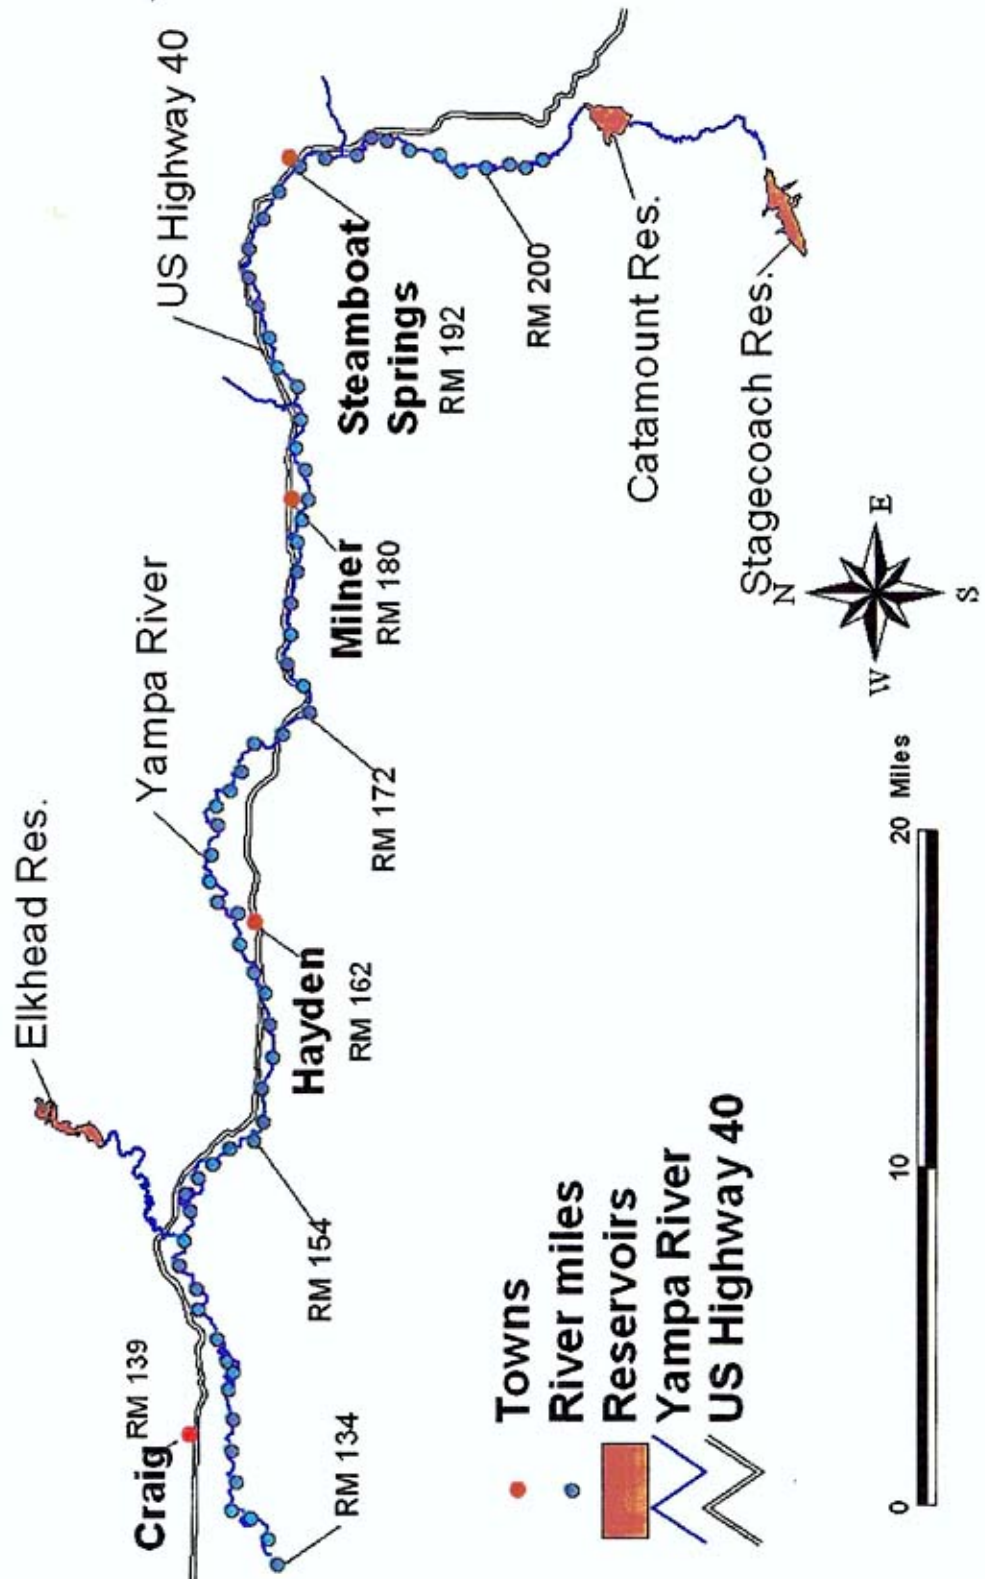 Elkhead Res.
Yampa River
US Highway 40
Craig
RM 139
RM 134
RM 154
Hayden
RM 162
RM 172
Milner
RM 180
Steamboat
Springs
RM 192
RM 200
Catamount Res.
Stagecoach Res.
Towns
River miles
Reservoirs
Yampa River
US Highway 40
0
10
20 Miles
N
W
E
S